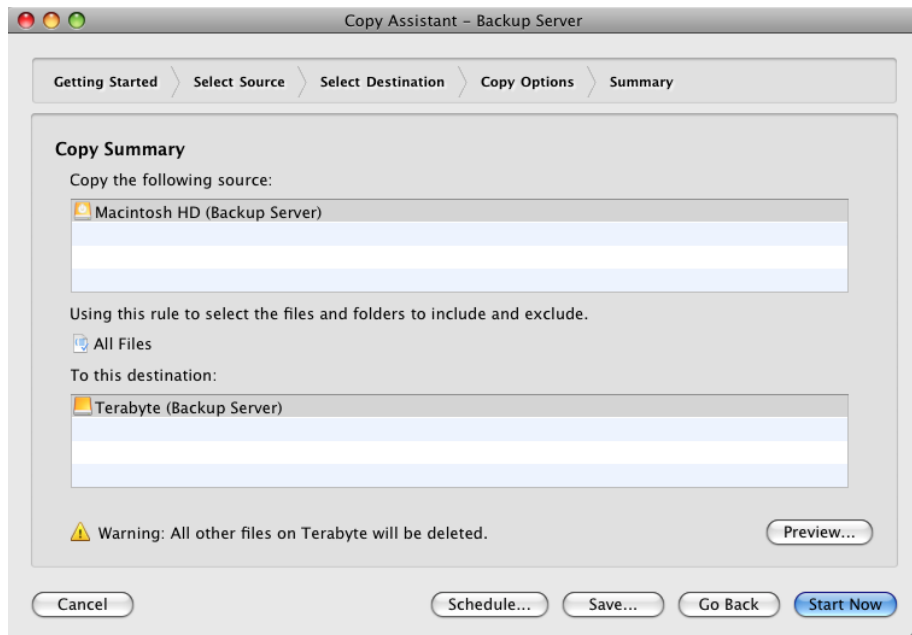 Copy Assistant – Backup Server
Getting Started Select Source Select Destination Copy Options Summary
Copy Summary
Copy the following source:
Macintosh HD (Backup Server)
Using this rule to select the files and folders to include and exclude.
All Files
To this destination:
Terabyte (Backup Server)
Warning: All other files on Terabyte will be deleted.
Preview...
Cancel Schedule... Save... Go Back Start Now